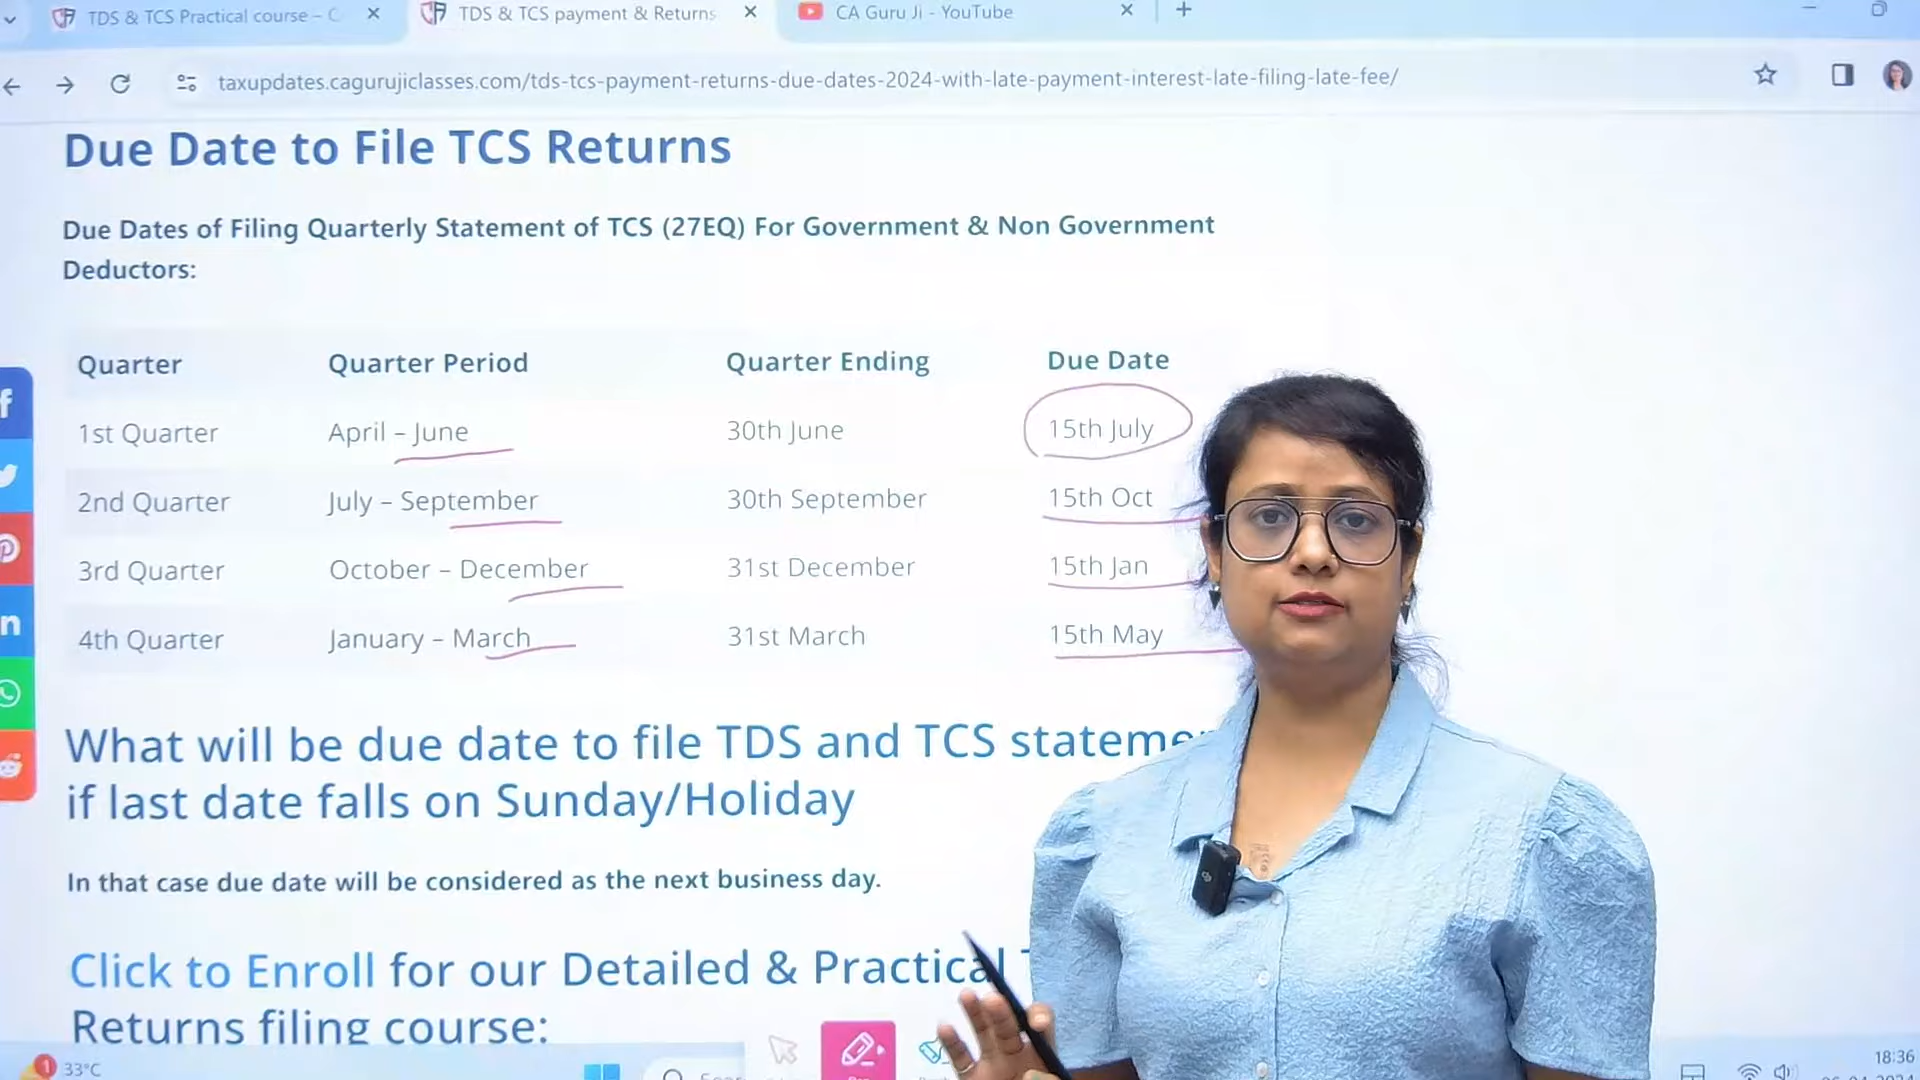 TDS & TCS Practical course – C
TDS & TCS payment & Returns
CA Guru Ji - YouTube
taxupdates.cagurujiclasses.com/tds-tcs-payment-returns-due-dates-2024-with-late-payment-interest-late-filing-late-fee/
Due Date to File TCS Returns
Due Dates of Filing Quarterly Statement of TCS (27EQ) For Government & Non Government
Deductors:
Quarter Quarter Period Quarter Ending Due Date
1st Quarter April – June 30th June 15th July
2nd Quarter July – September 30th September 15th Oct
3rd Quarter October – December 31st December 15th Jan
4th Quarter January – March 31st March 15th May
What will be due date to file TDS and TCS stateme
if last date falls on Sunday/Holiday
In that case due date will be considered as the next business day.
Click to Enroll for our Detailed & Practical
Returns filing course:
1
33°C
18:36